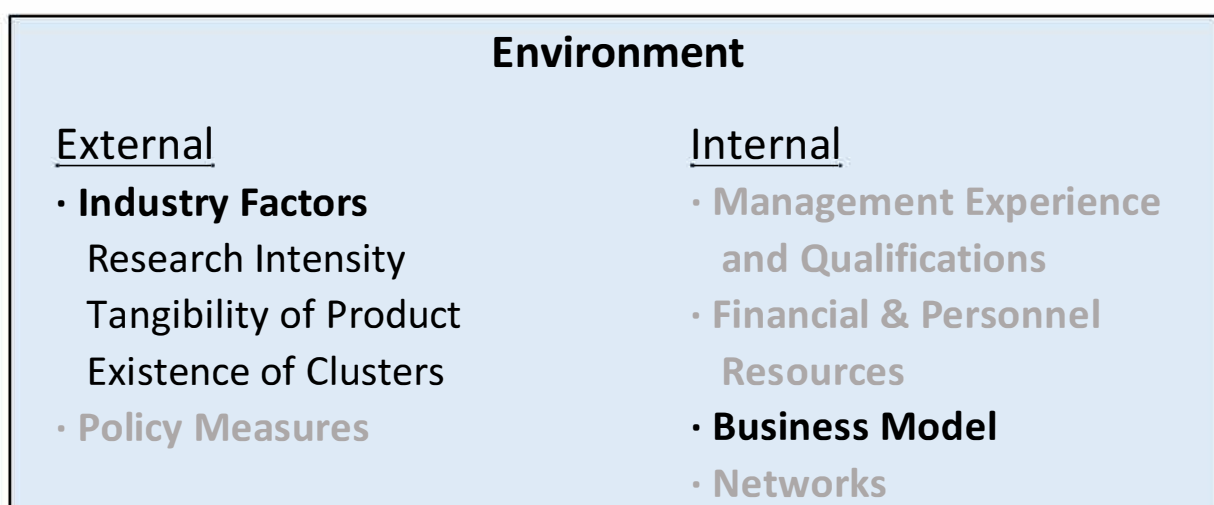 Environment
External
· Industry Factors
Research Intensity
Tangibility of Product
Existence of Clusters
· Policy Measures
Internal
· Management Experience
and Qualifications
· Financial & Personnel
Resources
· Business Model
· Networks